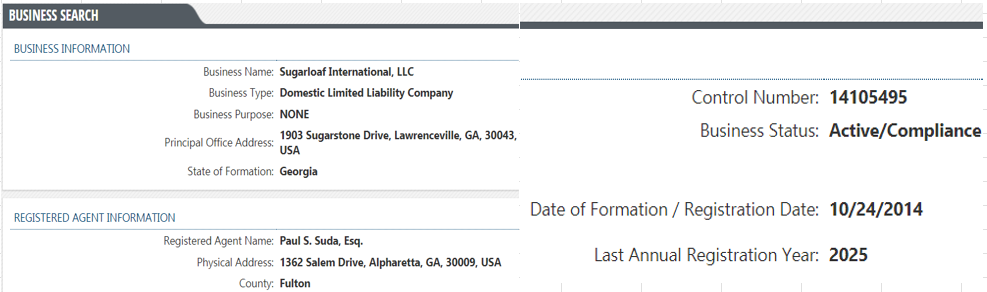 BUSINESS SEARCH
BUSINESS INFORMATION
Business Name: Sugarloaf International, LLC
Business Type: Domestic Limited Liability Company
Business Purpose: NONE
Principal Office Address: 1903 Sugarstone Drive, Lawrenceville, GA, 30043,
USA
State of Formation: Georgia
REGISTERED AGENT INFORMATION
Registered Agent Name: Paul S. Suda, Esq.
Physical Address: 1362 Salem Drive, Alpharetta, GA, 30009, USA
County: Fulton
Control Number: 14105495
Business Status: Active/Compliance
Date of Formation / Registration Date: 10/24/2014
Last Annual Registration Year: 2025